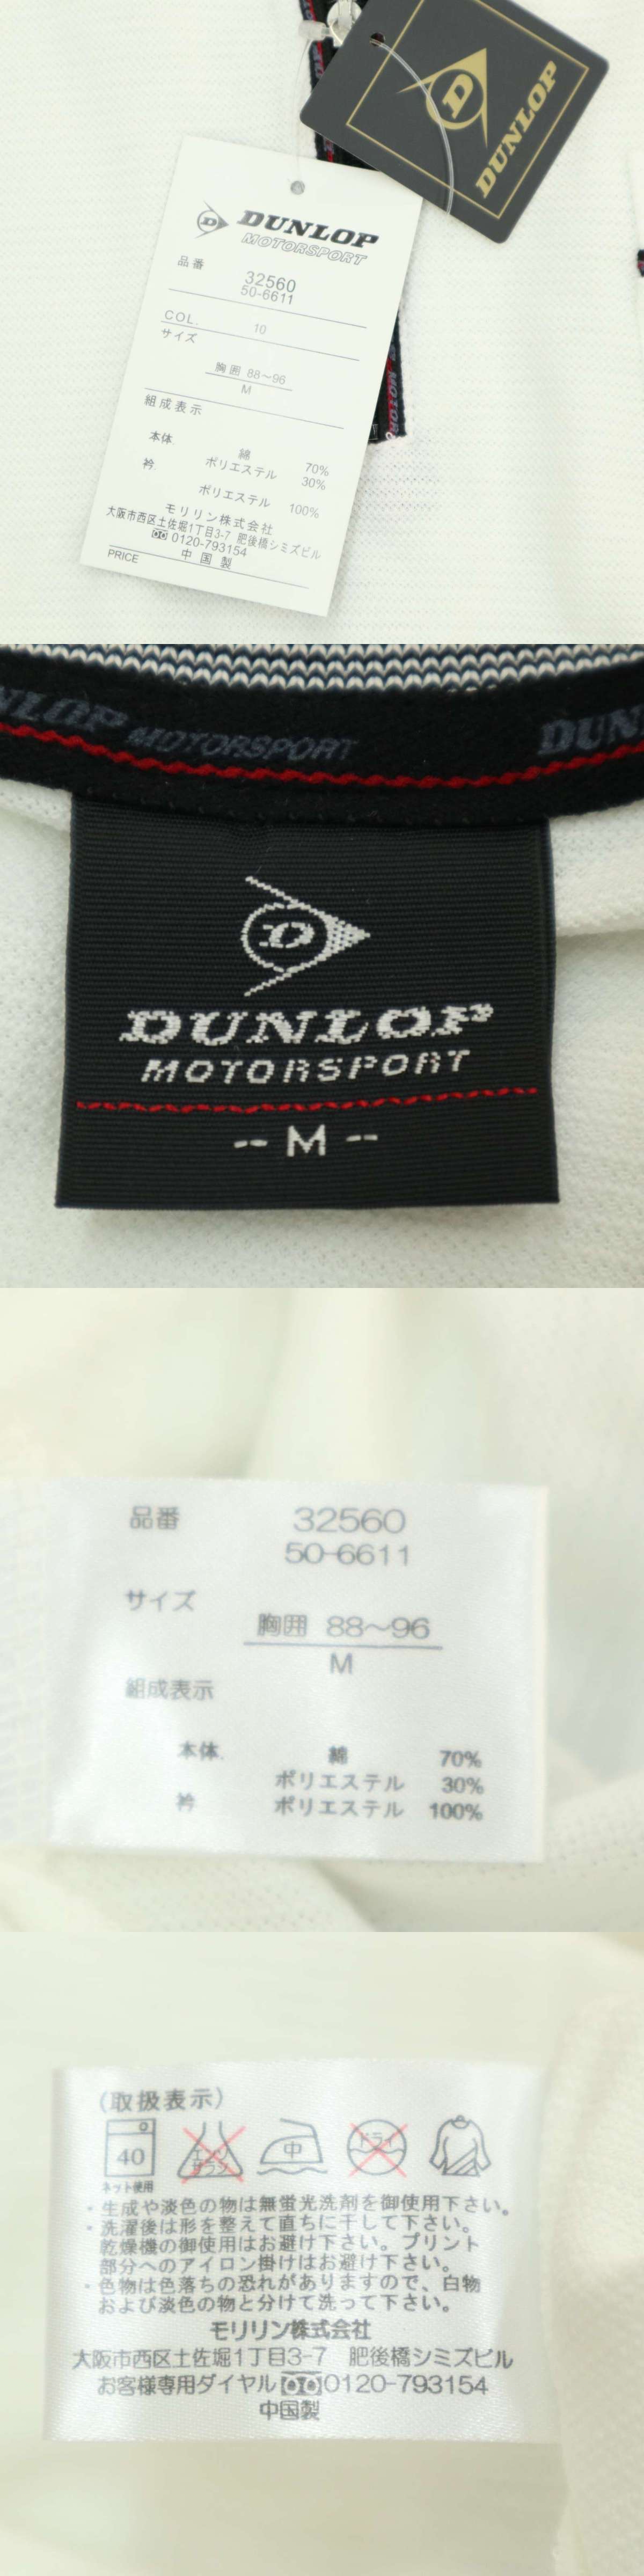 DUNLOP
DUNLOP
MOTORSPORT
品番
32560
50-6611
COL. 10
サイズ
胸囲 88～96
M
組成表示
本体 綿 70%
ポリエステル 30%
衿 ポリエステル 100%
モリリン株式会社
大阪市西区土佐堀1丁目3-7 肥後橋シミズビル
0120-793154
中国製
PRICE
DUNLOP MOTORSPORT
D
DUNLOP
MOTORSPORT
-- M --
品番 32560
50-6611
サイズ
胸囲 88～96
M
組成表示
本体. 綿 70%
ポリエステル 30%
衿 ポリエステル 100%
(取扱表示)
40 中 ドライ
ネット使用
・生成や淡色の物は無蛍光洗剤を御使用下さい。
・洗濯後は形を整えて直ちに干して下さい。
乾燥機の御使用はお避け下さい。プリント
部分へのアイロン掛けはお避け下さい。
・色物は色落ちの恐れがありますので、白物
および淡色の物と分けて洗って下さい。
モリリン株式会社
大阪市西区土佐堀1丁目3-7 肥後橋シミズビル
お客様専用ダイヤル 0120-793154
中国製